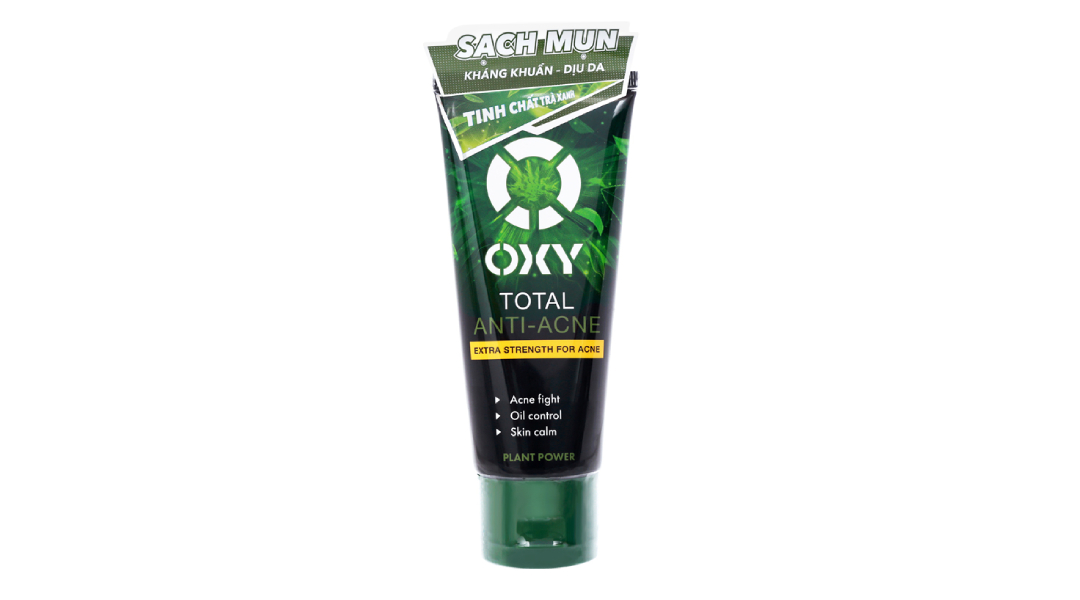 SẠCH MỤN
KHÁNG KHUẨN - DỊU DA
TINH CHẤT TRÀ XANH
OXY
TOTAL
ANTI-ACNE
EXTRA STRENGTH FOR ACNE
Acne fight
Oil control
Skin calm
PLANT POWER